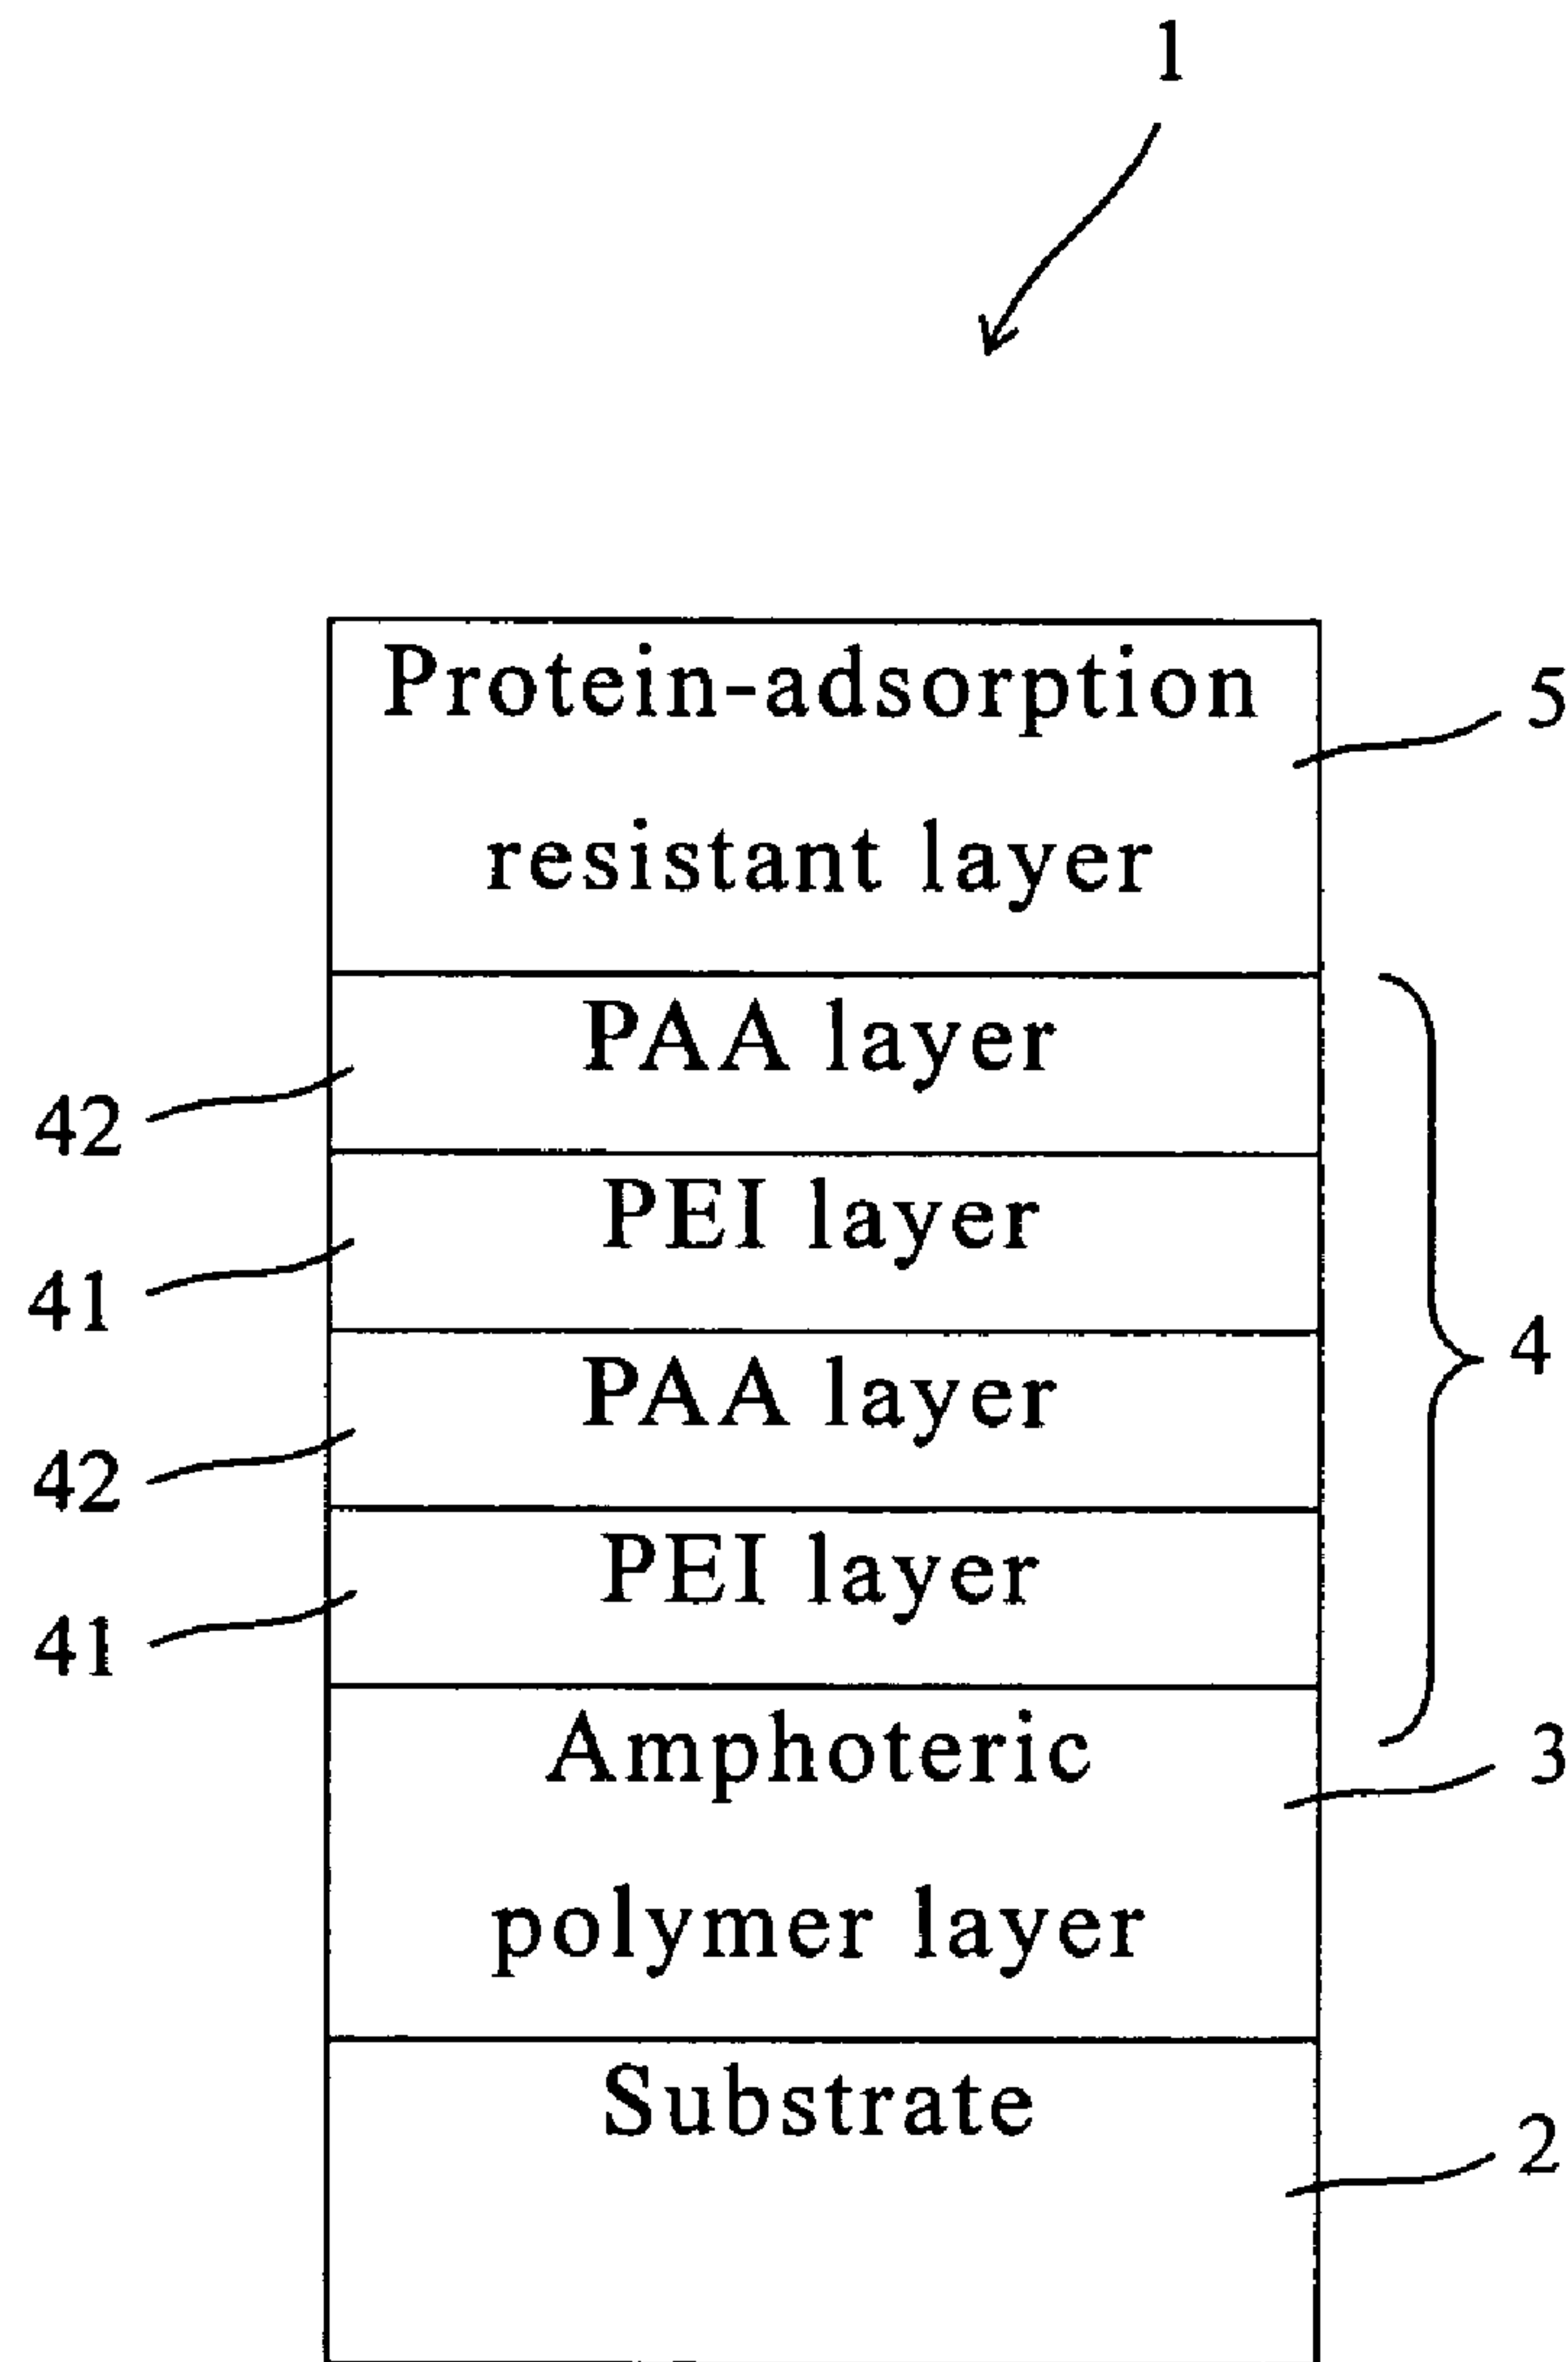 1
Protein-adsorption
5
resistant layer
PAA layer
42
PEI layer
41
4
PAA layer
42
PEI layer
41
Amphoteric
3
polymer layer
Substrate
2